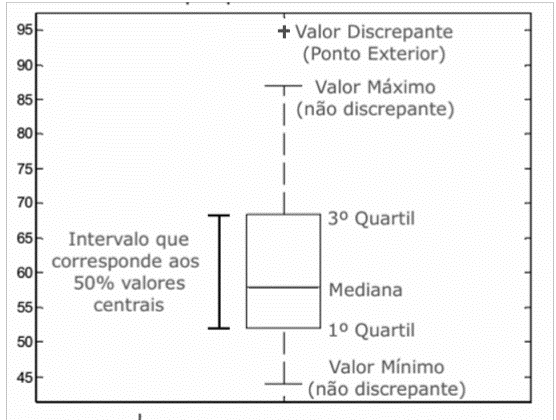 95
90
85
80
75
70
65
60
55
50
45
Valor Discrepante
(Ponto Exterior)
Valor Máximo
(não discrepante)
3º Quartil
Intervalo que
corresponde aos
50% valores
centrais
Mediana
1º Quartil
Valor Mínimo
(não discrepante)